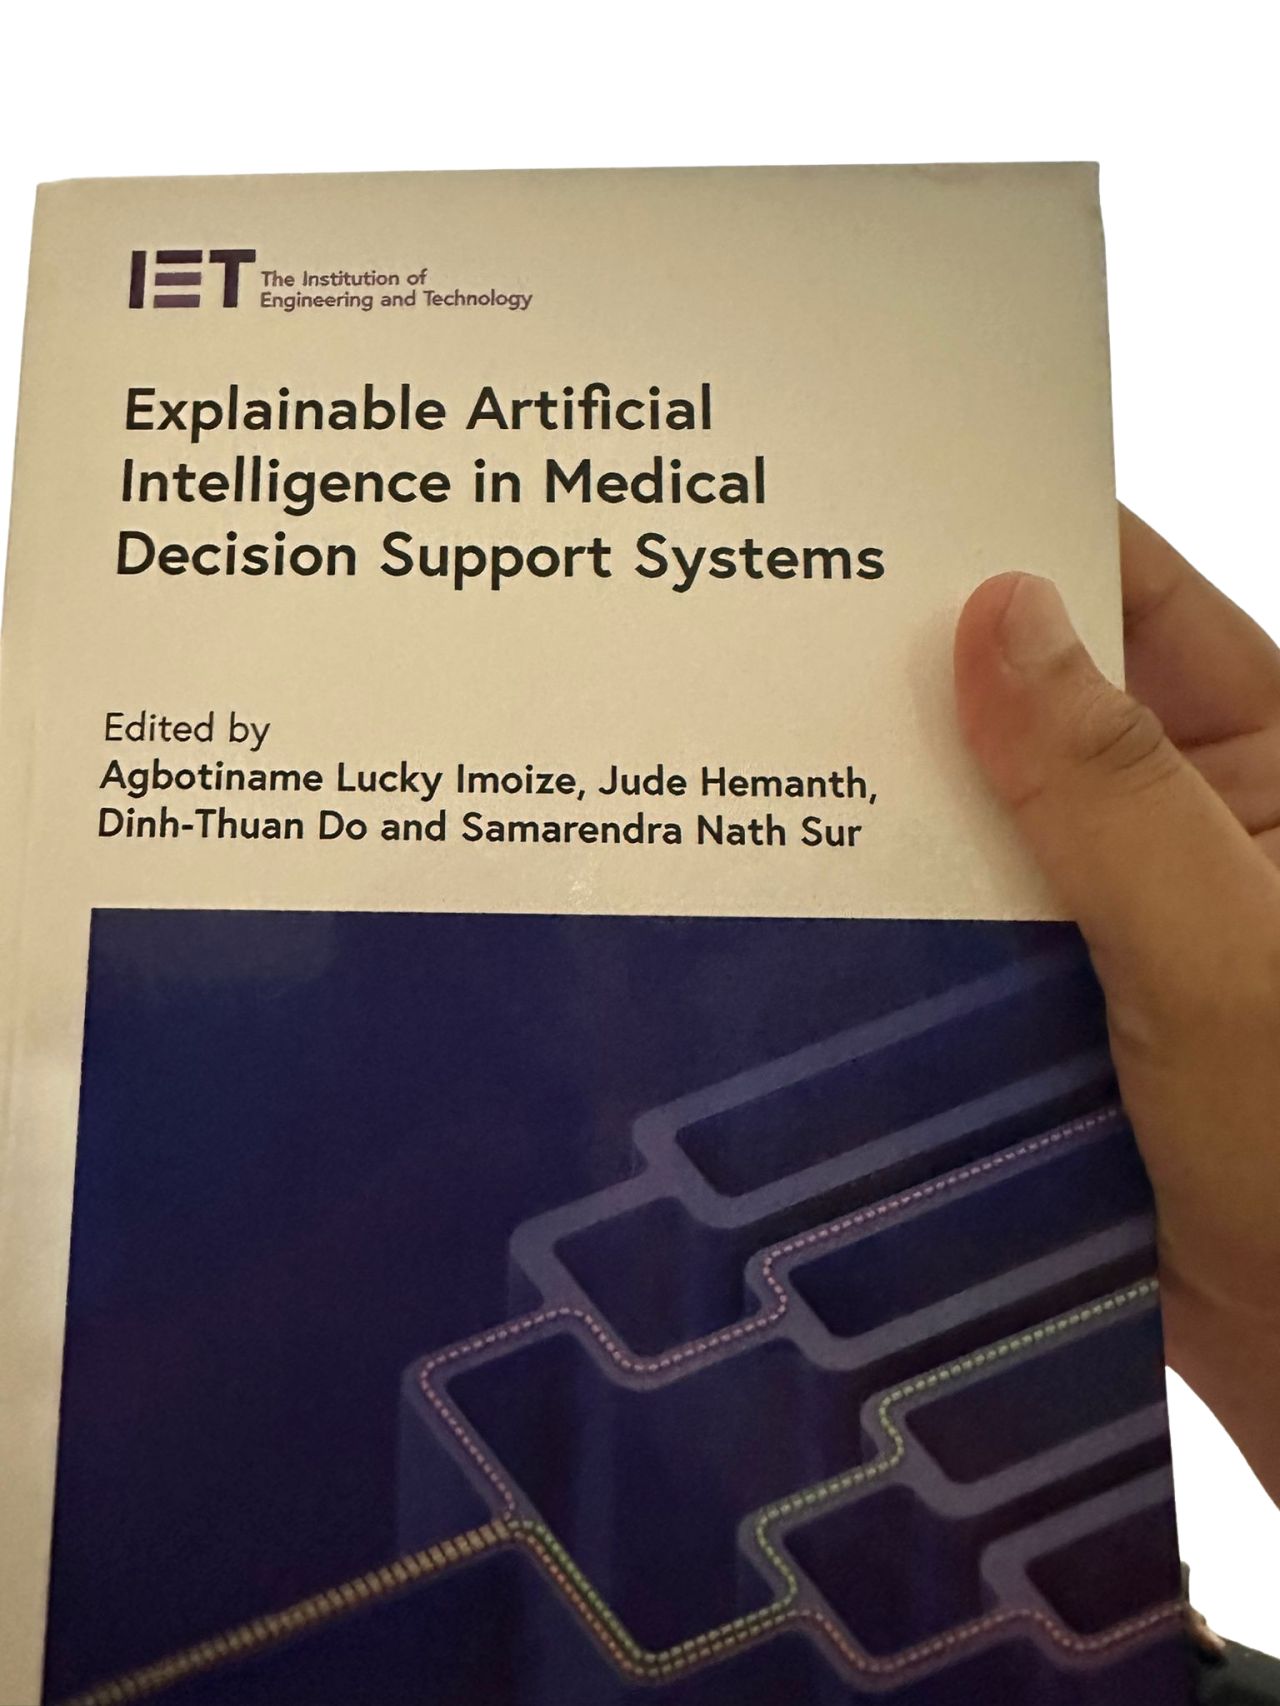 IET
The Institution of
Engineering and Technology
Explainable Artificial
Intelligence in Medical
Decision Support Systems
Edited by
Agbotiname Lucky Imoize, Jude Hemanth,
Dinh-Thuan Do and Samarendra Nath Sur